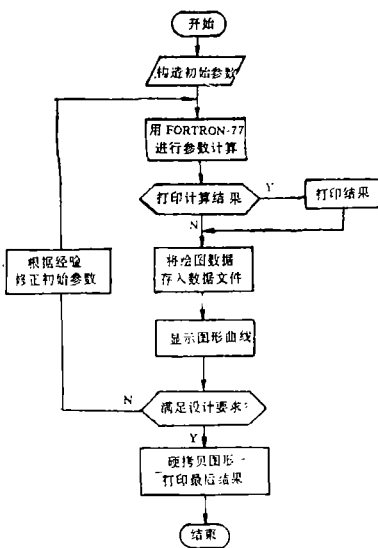 开始
构造初始参数
用 FORTRON-77
进行参数计算
打印计算结果
Y
打印结果
N
将绘图数据
存入数据文件
根据经验
修正初始参数
显示图形曲线
N
满足设计要求?
Y
硬拷贝图形
打印最后结果
结束